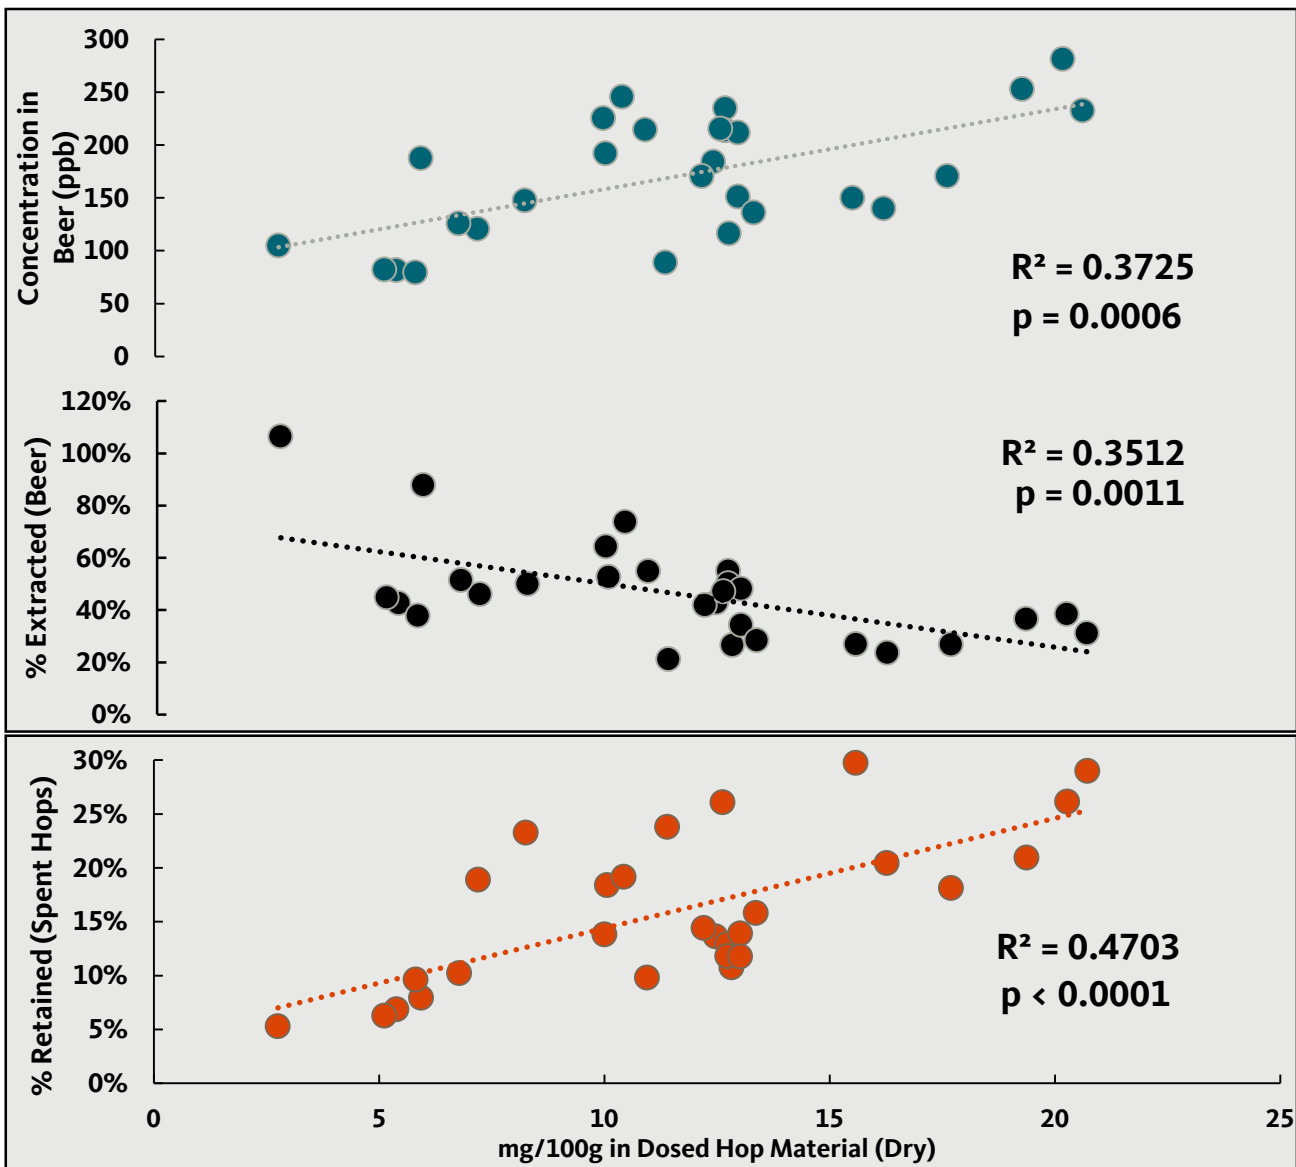 Concentration in
Beer (ppb)
300
250
200
150
100
50
0
R² = 0.3725
p = 0.0006
% Extracted (Beer)
120%
100%
80%
60%
40%
20%
0%
R² = 0.3512
p = 0.0011
% Retained (Spent Hops)
30%
25%
20%
15%
10%
5%
0%
R² = 0.4703
p < 0.0001
0 5 10 15 20 25
mg/100g in Dosed Hop Material (Dry)